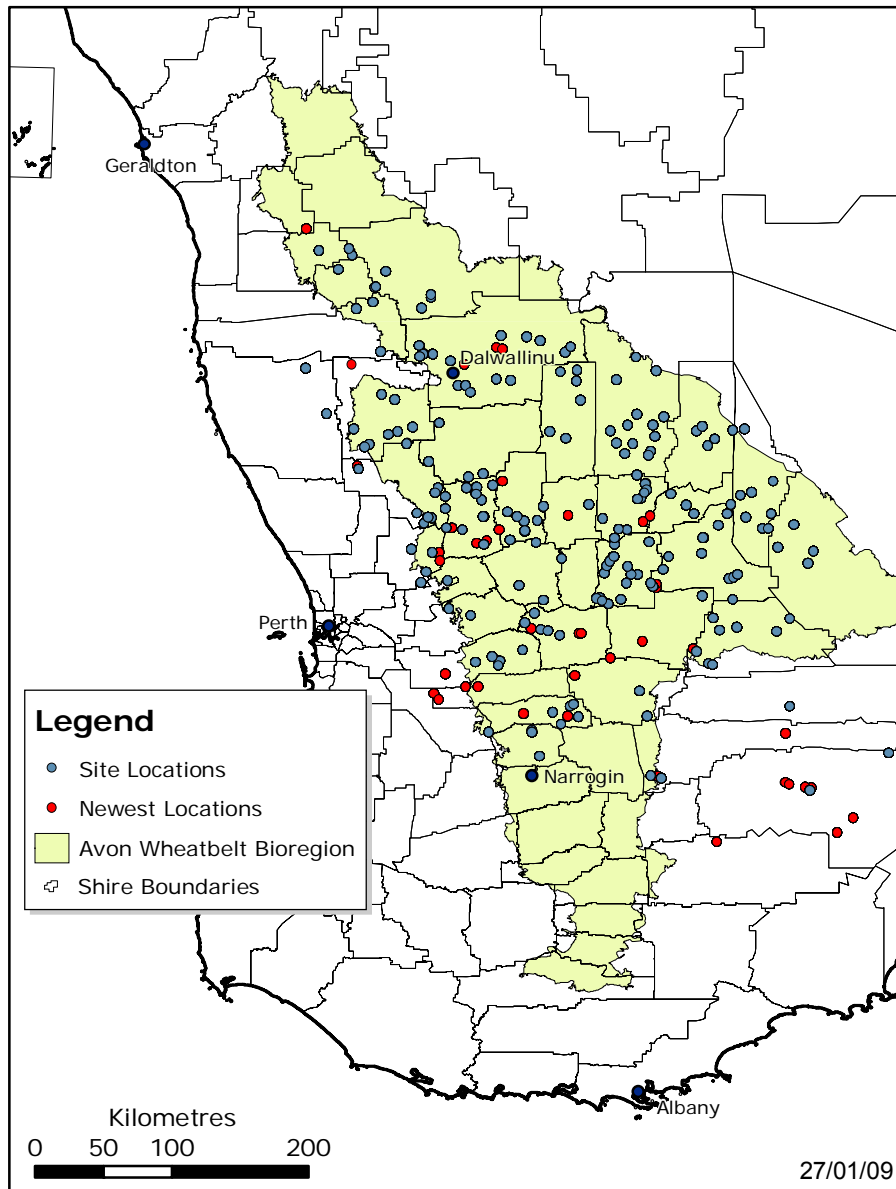 Geraldton
Dalwallinu
Perth
Legend
Site Locations
Newest Locations
Avon Wheatbelt Bioregion
Shire Boundaries
Narrogin
Albany
Kilometres
0 50 100 200
27/01/09